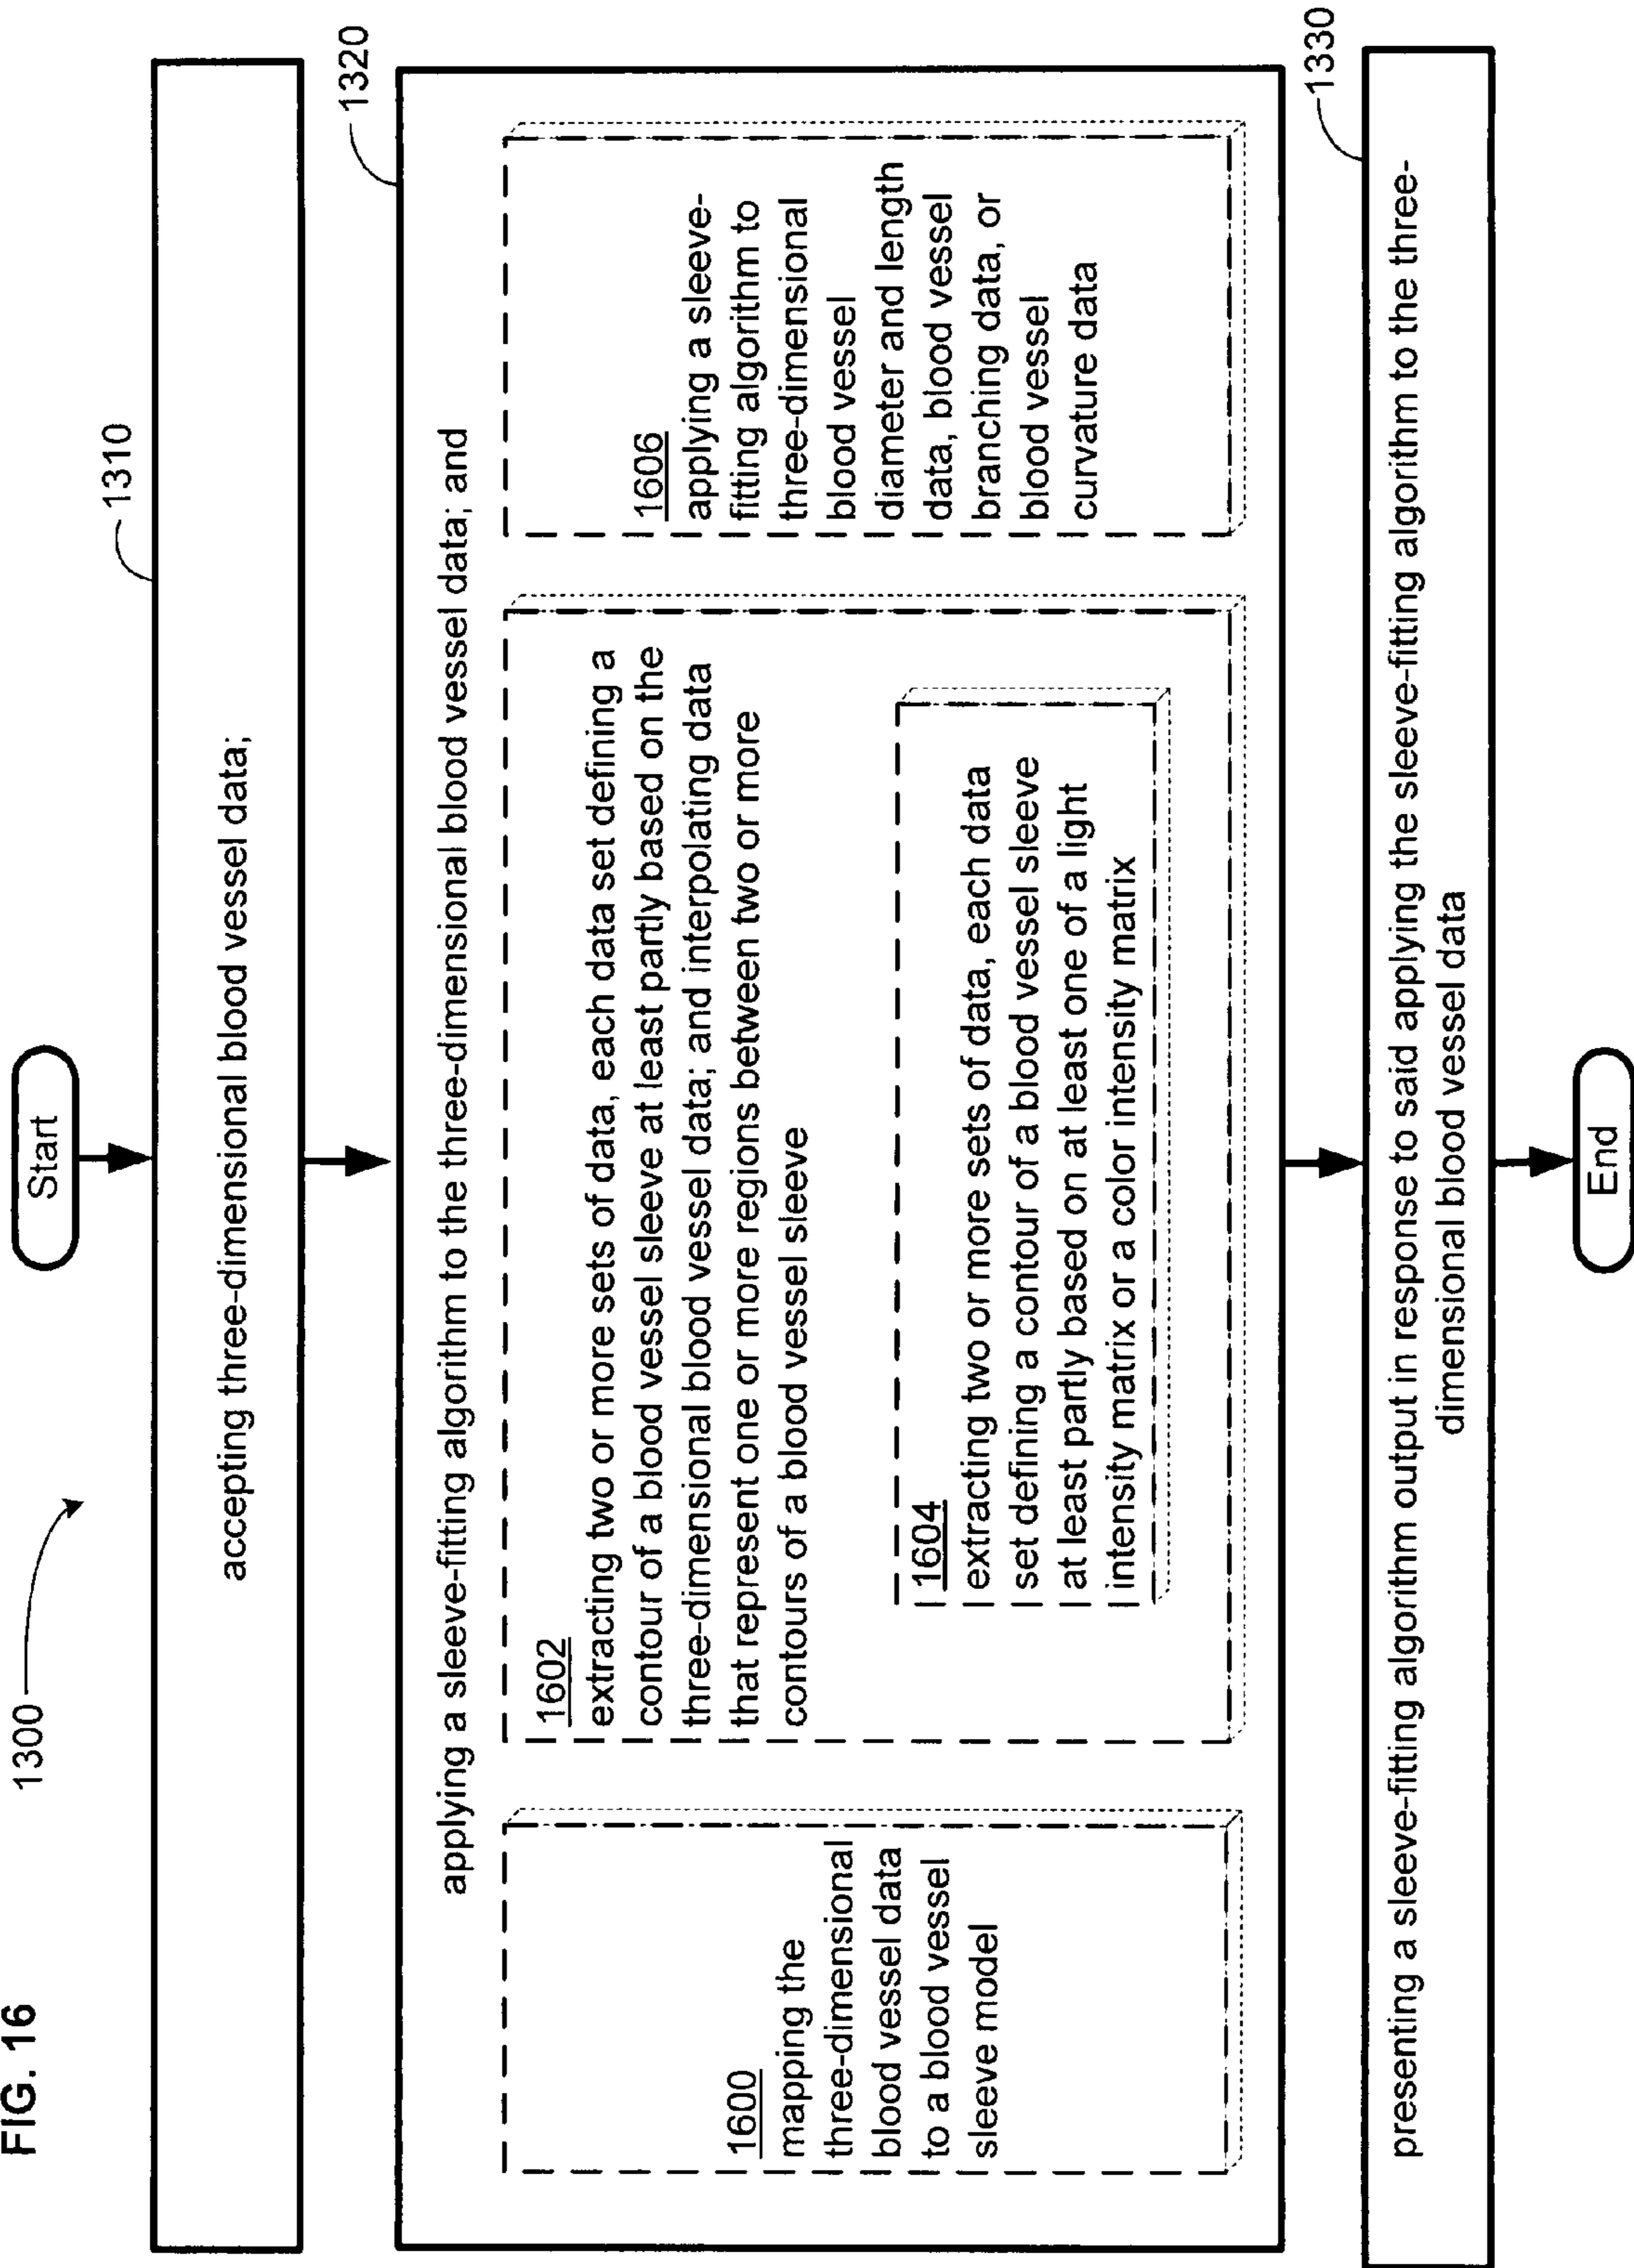 FIG. 16
1300
Start
1310
accepting three-dimensional blood vessel data;
1320
applying a sleeve-fitting algorithm to the three-dimensional blood vessel data; and
1600
mapping the
three-dimensional
blood vessel data
to a blood vessel
sleeve model
1602
extracting two or more sets of data, each data set defining a
contour of a blood vessel sleeve at least partly based on the
three-dimensional blood vessel data; and interpolating data
that represent one or more regions between two or more
contours of a blood vessel sleeve
1604
extracting two or more sets of data, each data
set defining a contour of a blood vessel sleeve
at least partly based on at least one of a light
intensity matrix or a color intensity matrix
1606
applying a sleeve-
fitting algorithm to
three-dimensional
blood vessel
diameter and length
data, blood vessel
branching data, or
blood vessel
curvature data
1330
presenting a sleeve-fitting algorithm output in response to said applying the sleeve-fitting algorithm to the three-
dimensional blood vessel data
End